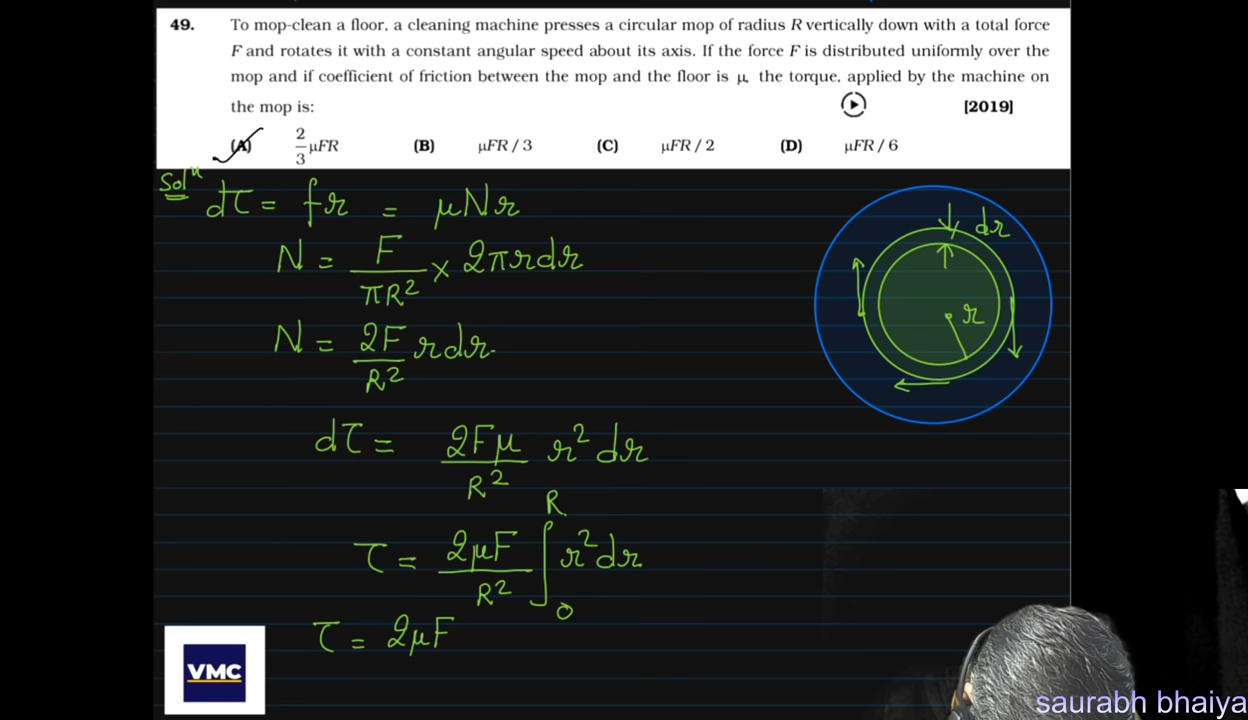 49. To mop-clean a floor, a cleaning machine presses a circular mop of radius R vertically down with a total force
F and rotates it with a constant angular speed about its axis. If the force F is distributed uniformly over the
mop and if coefficient of friction between the mop and the floor is μ, the torque, applied by the machine on
the mop is: [2019]
(A) 2/3 μFR (B) μFR / 3 (C) μFR / 2 (D) μFR / 6
Solⁿ
dτ = fr = μNr
N = F/πR² × 2πrdr
N = 2F/R² rdr.
dτ = 2Fμ/R² r²dr
τ = 2μF/R² ∫₀ᴿ r²dr
τ = 2μF
dr
r
VMC
saurabh bhaiya